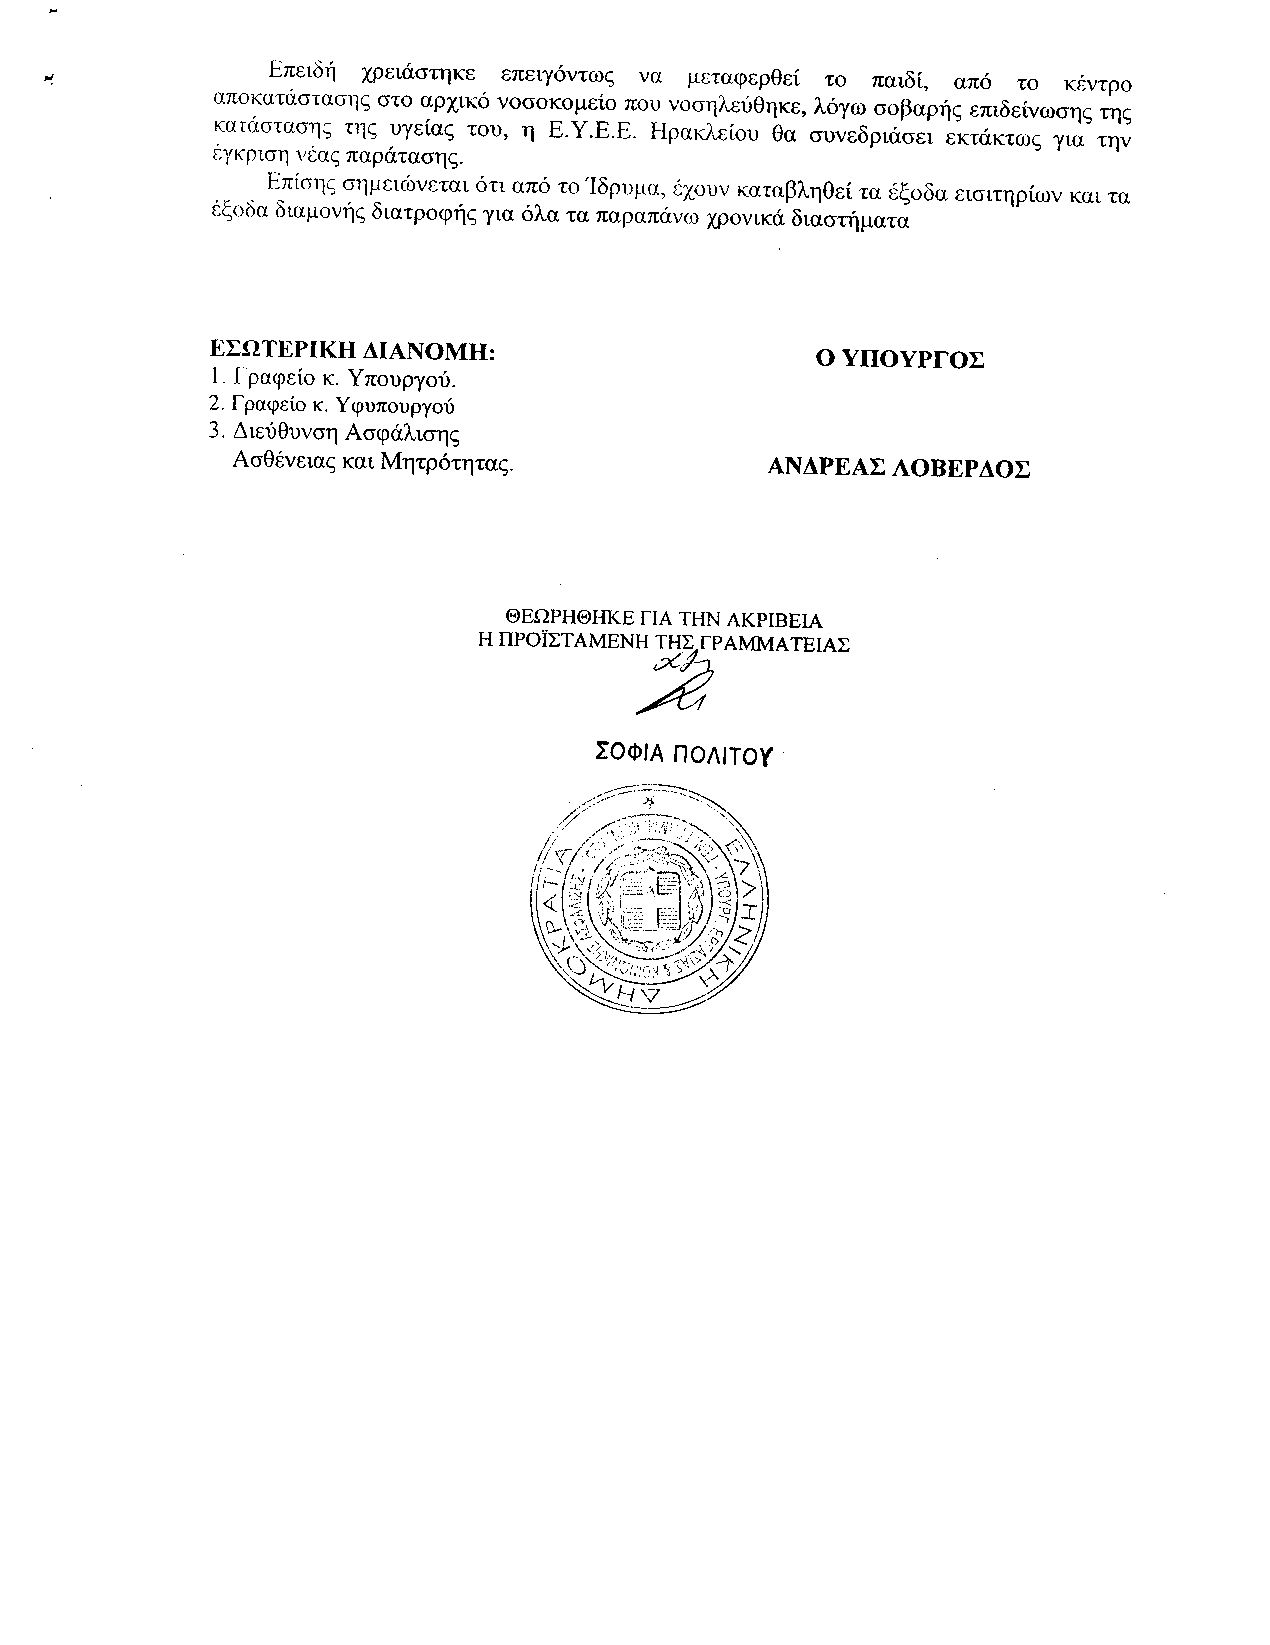 Επειδή χρειάστηκε επειγόντως να μεταφερθεί το παιδί, από το κέντρο
αποκατάστασης στο αρχικό νοσοκομείο που νοσηλεύθηκε, λόγω σοβαρής επιδείνωσης της
κατάστασης της υγείας του, η Ε.Υ.Ε.Ε. Ηρακλείου θα συνεδριάσει εκτάκτως για την
έγκριση νέας παράτασης.
Επίσης σημειώνεται ότι από το Ίδρυμα, έχουν καταβληθεί τα έξοδα εισιτηρίων και τα
έξοδα διαμονής διατροφής για όλα τα παραπάνω χρονικά διαστήματα
ΕΣΩΤΕΡΙΚΗ ΔΙΑΝΟΜΗ:
1. Γραφείο κ. Υπουργού.
2. Γραφείο κ. Υφυπουργού
3. Διεύθυνση Ασφάλισης
Ασθένειας και Μητρότητας.
Ο ΥΠΟΥΡΓΟΣ
ΑΝΔΡΕΑΣ ΛΟΒΕΡΔΟΣ
ΘΕΩΡΗΘΗΚΕ ΓΙΑ ΤΗΝ ΑΚΡΙΒΕΙΑ
Η ΠΡΟΪΣΤΑΜΕΝΗ ΤΗΣ ΓΡΑΜΜΑΤΕΙΑΣ
ΣΟΦΙΑ ΠΟΛΙΤΟΥ
ΕΛΛΗΝΙΚΗ ΔΗΜΟΚΡΑΤΙΑ